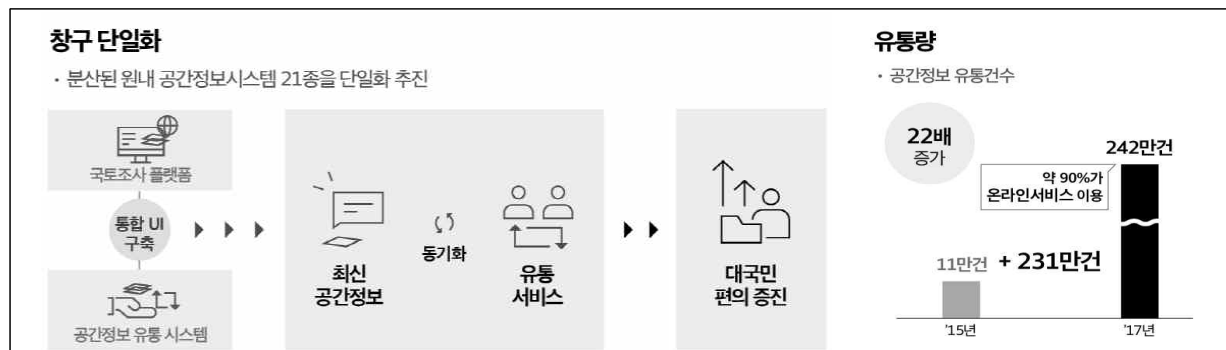 창구 단일화
· 분산된 원내 공간정보시스템 21종을 단일화 추진
국토조사 플랫폼
통합 UI
구축
공간정보 유통 시스템
최신
공간정보
동기화
유통
서비스
대국민
편의 증진
유통량
· 공간정보 유통건수
22배
증가
242만건
약 90%가
온라인서비스 이용
11만건
+ 231만건
'15년
'17년